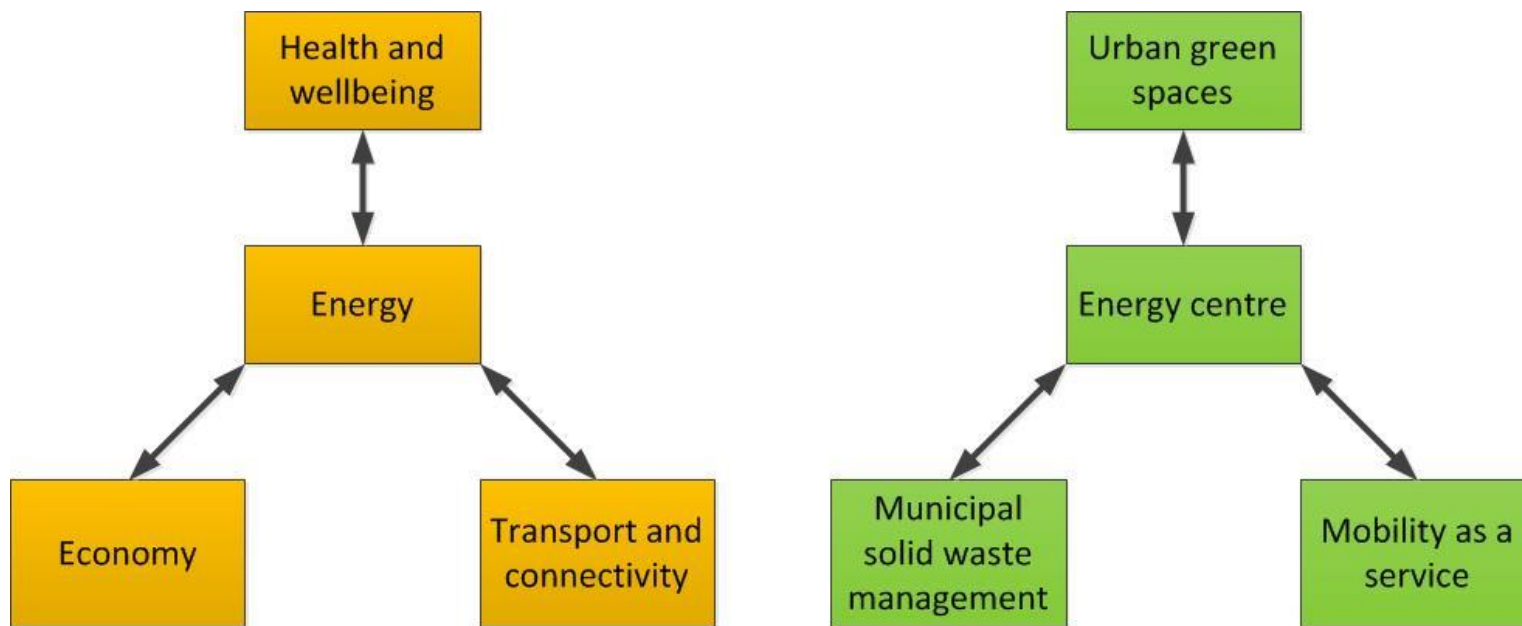 Health and
wellbeing
Urban green
spaces
Energy
Energy centre
Economy
Transport and
connectivity
Municipal
solid waste
management
Mobility as a
service